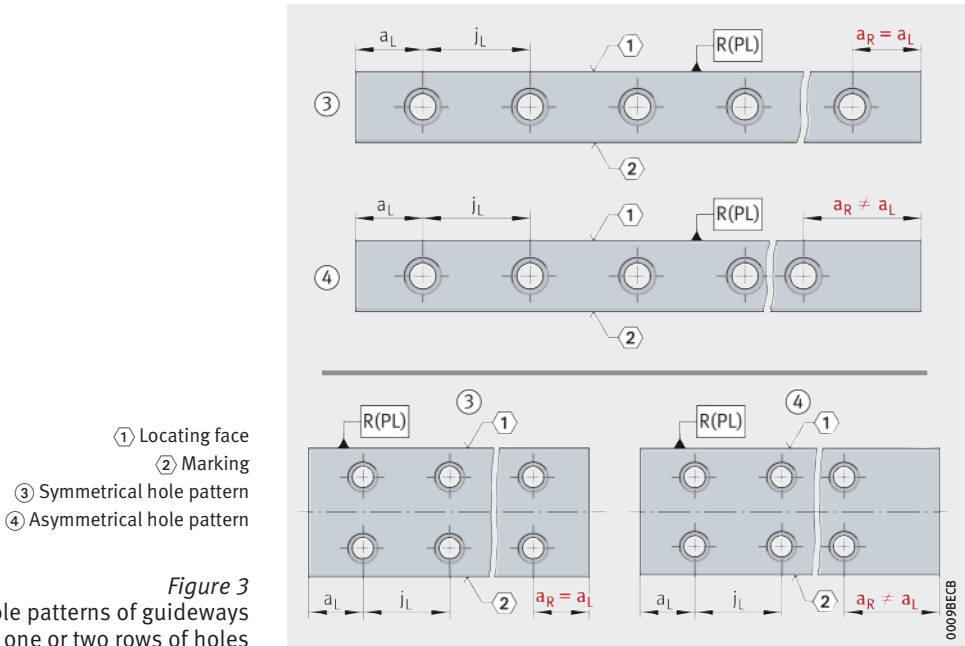 aL jL 1 R(PL) aR = aL
3
2
aL jL 1 R(PL) aR ≠ aL
4
2
3 4
R(PL) 1 R(PL) 1
aL jL 2 aR = aL aL jL 2 aR ≠ aL
0009BECB
1 Locating face
2 Marking
3 Symmetrical hole pattern
4 Asymmetrical hole pattern
Figure 3
patterns of guideways
one or two rows of holes